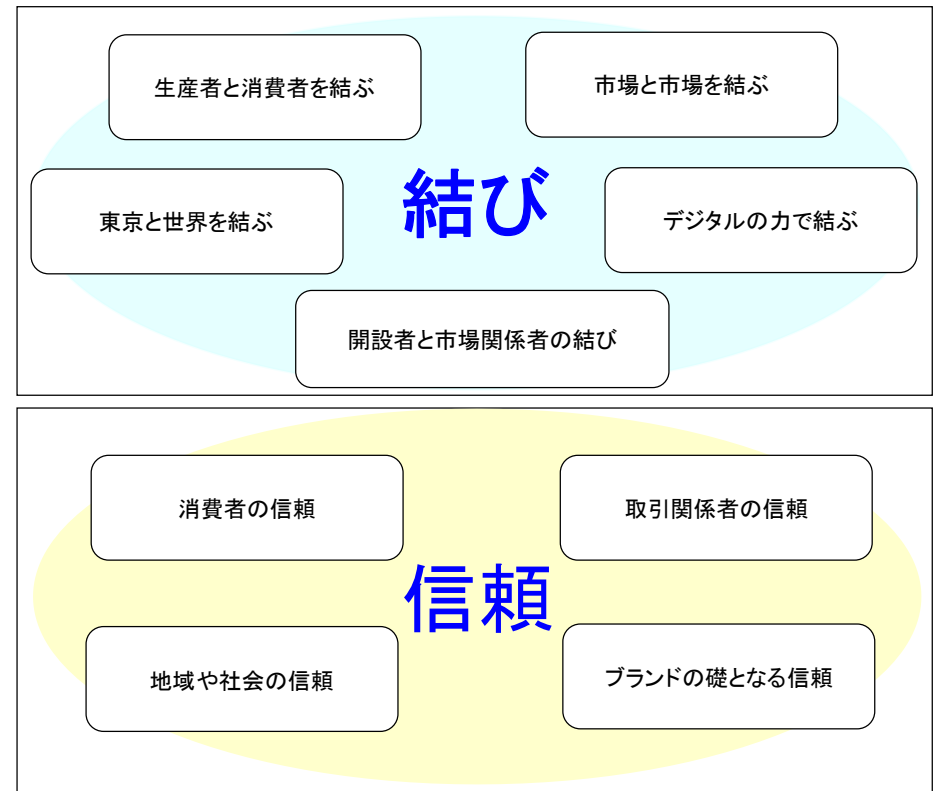 生産者と消費者を結ぶ
市場と市場を結ぶ
結び
東京と世界を結ぶ
デジタルの力で結ぶ
開設者と市場関係者の結び
消費者の信頼
取引関係者の信頼
信頼
地域や社会の信頼
ブランドの礎となる信頼